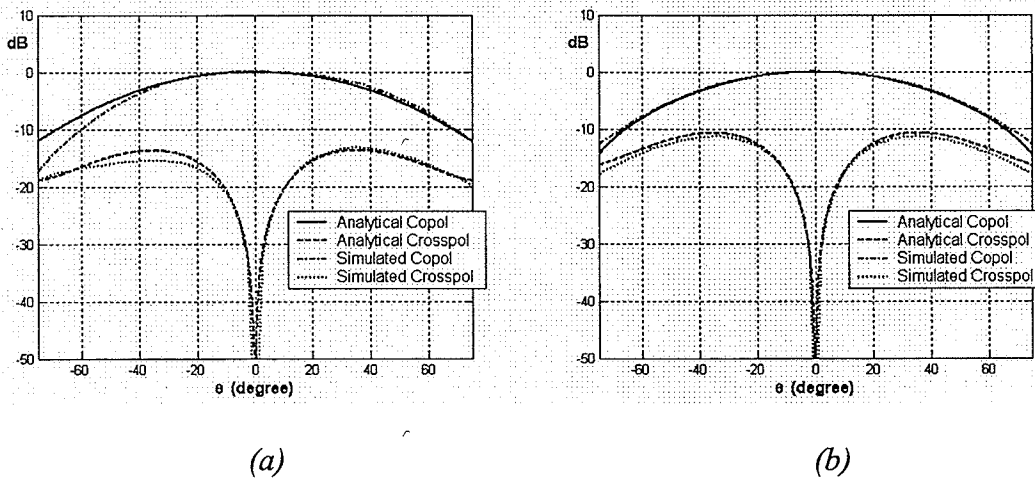 10
dB
0
-10
-20
-30
-40
-50
-60 -40 -20 0 20 40 60
θ (degree)
Analytical Copol
Analytical Crosspol
Simulated Copol
Simulated Crosspol
(a)
10
dB
0
-10
-20
-30
-40
-50
-60 -40 -20 0 20 40 60
θ (degree)
Analytical Copol
Analytical Crosspol
Simulated Copol
Simulated Crosspol
(b)